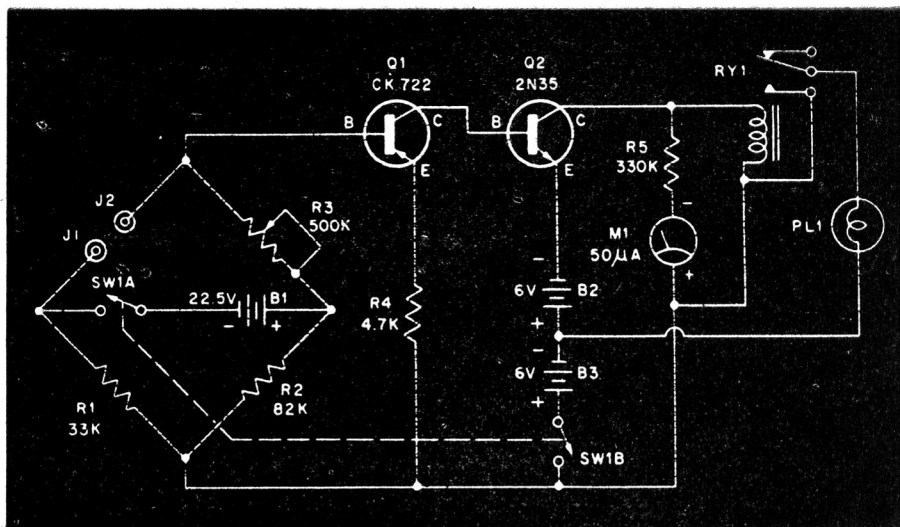 Q1
CK 722
Q2
2N35
RY1
B
C
E
B
C
E
R5
330K
J2
J1
R3
500K
M1
50μA
-
+
PL1
SW1A
22.5V
B1
-
+
R4
4.7K
-
6V
B2
+
-
6V
B3
+
R1
33K
R2
82K
SW1B